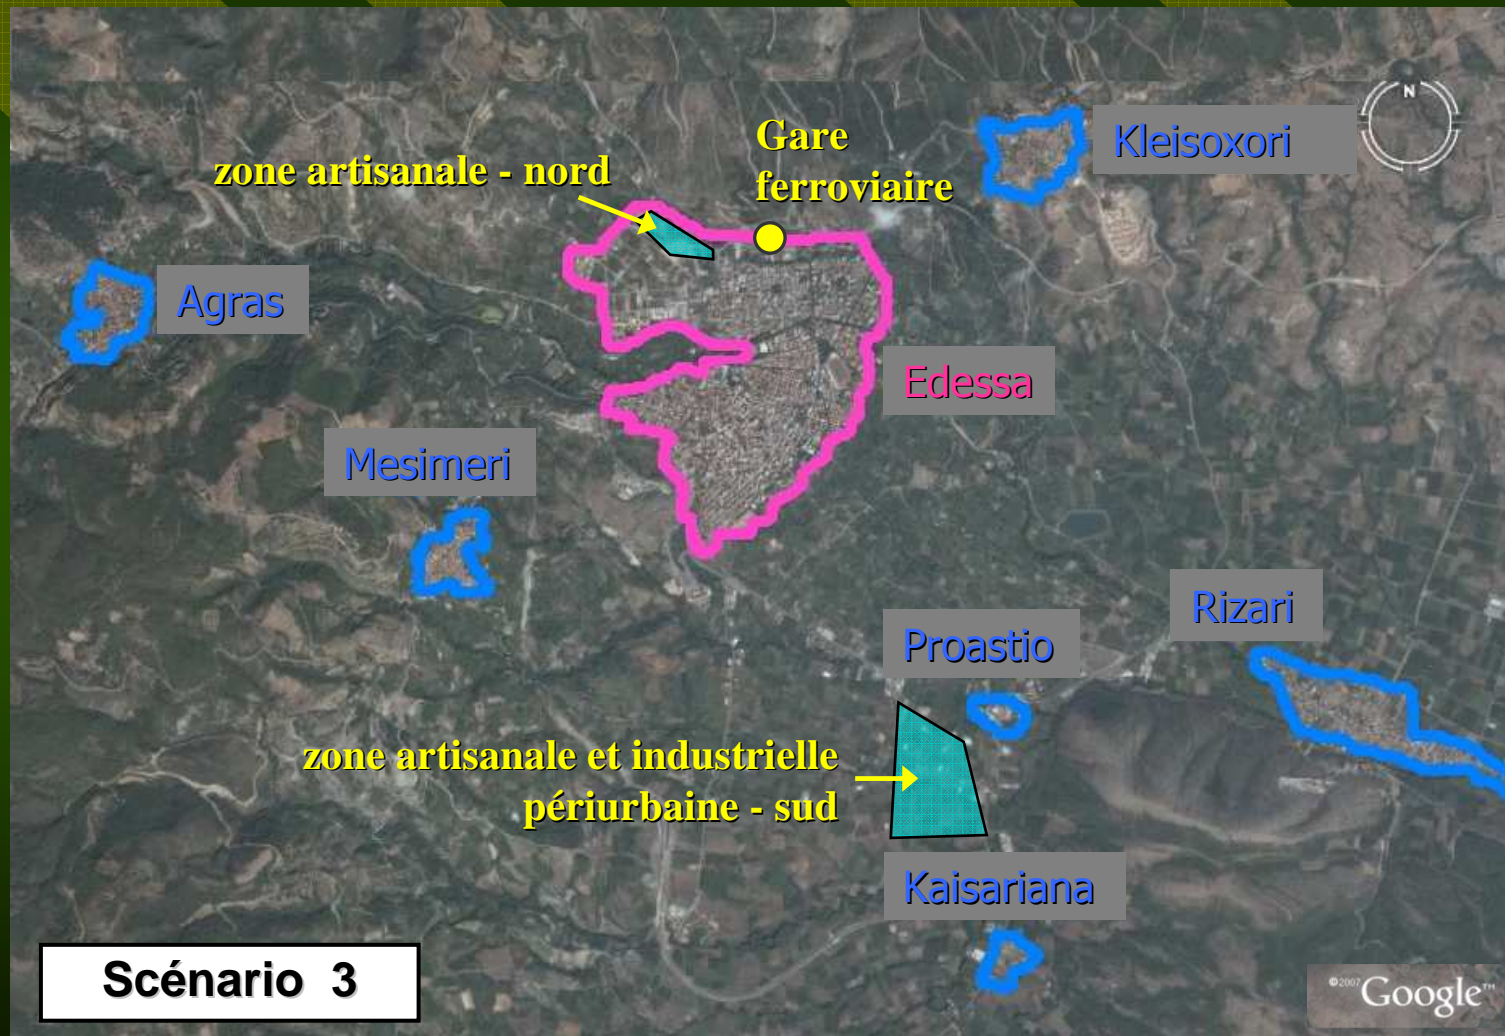 N
Gare
ferroviaire
Kleisoxori
zone artisanale - nord
Agras
Edessa
Mesimeri
Rizari
Proastio
zone artisanale et industrielle
périurbaine - sud
Kaisariana
Scénario 3
©2007 Google™